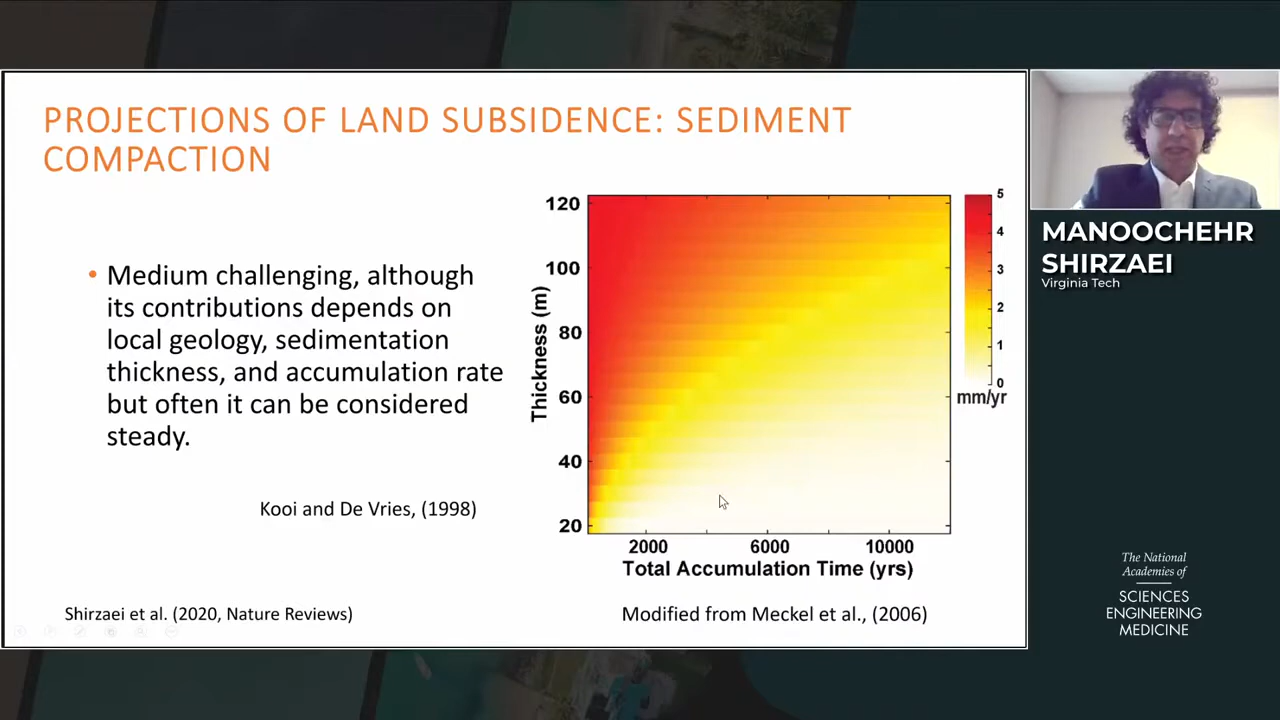 PROJECTIONS OF LAND SUBSIDENCE: SEDIMENT
COMPACTION
• Medium challenging, although
its contributions depends on
local geology, sedimentation
thickness, and accumulation rate
but often it can be considered
steady.
Kooi and De Vries, (1998)
Shirzaei et al. (2020, Nature Reviews)
Thickness (m)
120
100
80
60
40
20
2000
6000
10000
Total Accumulation Time (yrs)
5
4
3
2
1
0
mm/yr
Modified from Meckel et al., (2006)
MANOOCHEHR
SHIRZAEI
Virginia Tech
The National
Academies of
SCIENCES
ENGINEERING
MEDICINE